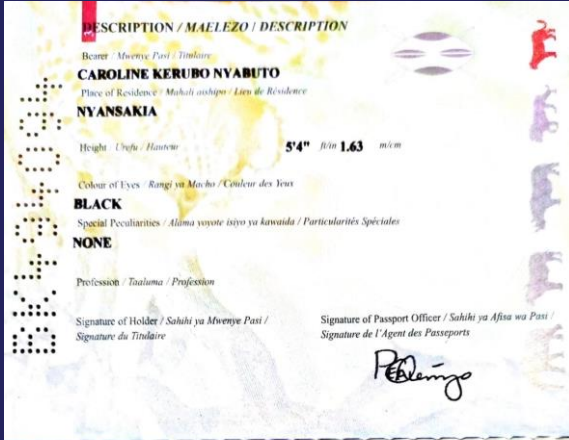 DESCRIPTION / MAELEZO / DESCRIPTION
Bearer / Mwenye Pasi / Titulaire
CAROLINE KERUBO NYABUTO
Place of Residence / Mahali aishipo / Lieu de Résidence
NYANSAKIA
Height / Urefu / Hauteur 5'4" ft/in 1.63 m/cm
Colour of Eyes / Rangi ya Macho / Couleur des Yeux
BLACK
Special Peculiarities / Alama yoyote isiyo ya kawaida / Particularités Spéciales
NONE
Profession / Taaluma / Profession
Signature of Holder / Sahihi ya Mwenye Pasi /
Signature du Titulaire
Signature of Passport Officer / Sahihi ya Afisa wa Pasi /
Signature de l'Agent des Passeports